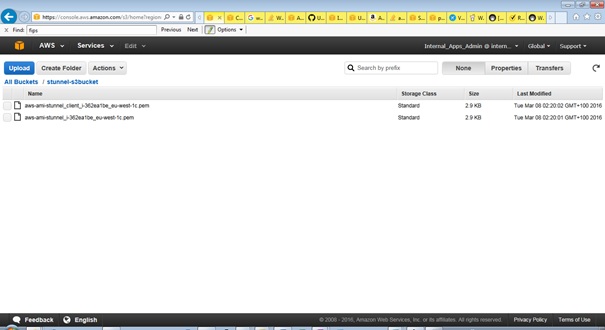 https://console.aws.amazon.com/s3/home?region
Find: fips Previous Next Options
AWS Services Edit Internal_Apps_Admin @ intern... Global Support
Upload Create Folder Actions Search by prefix None Properties Transfers
All Buckets / stunnel-s3bucket
Name Storage Class Size Last Modified
aws-ami-stunnel_client_i-362ea1be_eu-west-1c.pem Standard 2.9 KB Tue Mar 08 02:20:02 GMT+100 2016
aws-ami-stunnel_i-362ea1be_eu-west-1c.pem Standard 2.9 KB Tue Mar 08 02:20:01 GMT+100 2016
Feedback English © 2008 - 2016, Amazon Web Services, Inc. or its affiliates. All rights reserved. Privacy Policy Terms of Use